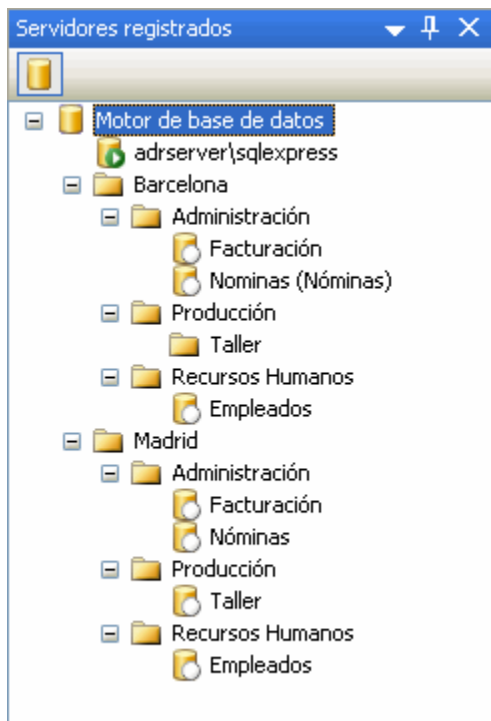 Servidores registrados
Motor de base de datos
adrserver\sqlexpress
Barcelona
Administración
Facturación
Nominas (Nóminas)
Producción
Taller
Recursos Humanos
Empleados
Madrid
Administración
Facturación
Nóminas
Producción
Taller
Recursos Humanos
Empleados